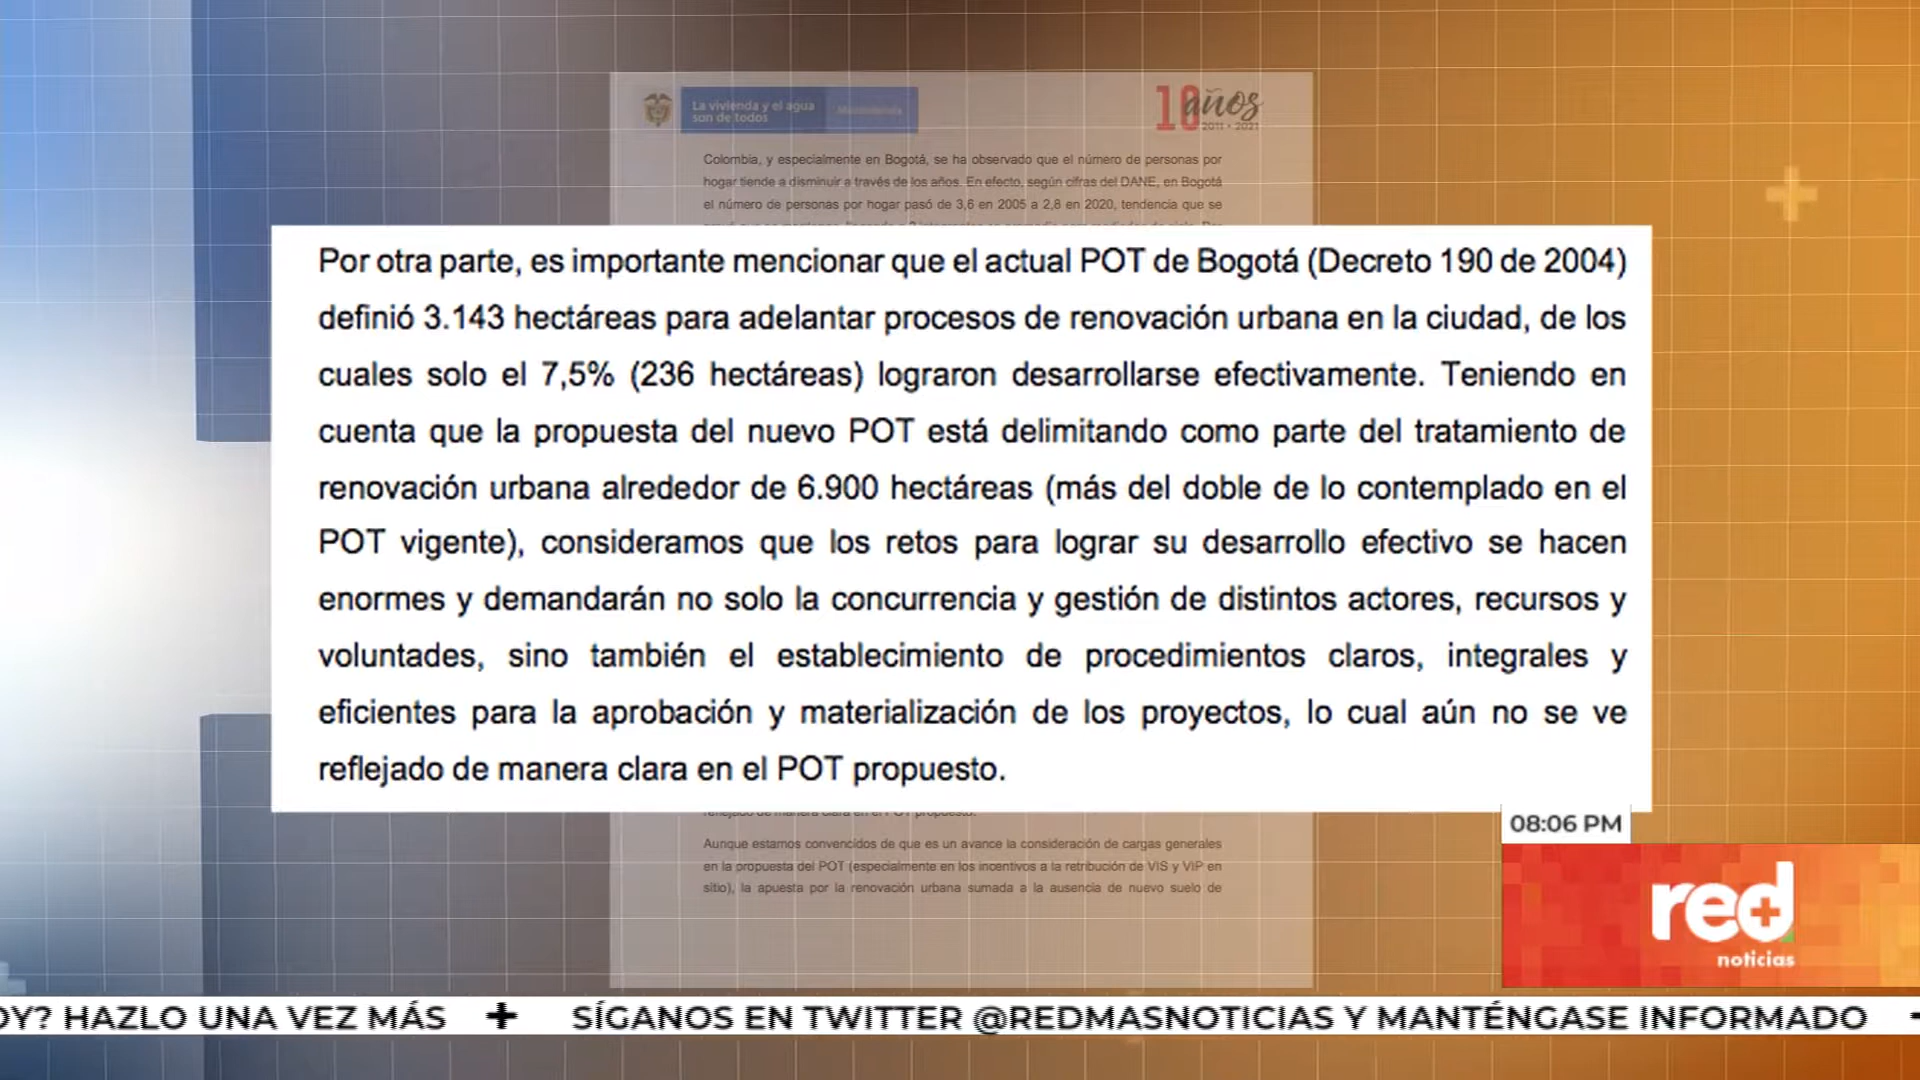 La vivienda y el agua
son de todos
Minvivienda
10 años
2011 • 2021
Colombia, y especialmente en Bogotá, se ha observado que el número de personas por
hogar tiende a disminuir a través de los años. En efecto, según cifras del DANE, en Bogotá
el número de personas por hogar pasó de 3,6 en 2005 a 2,8 en 2020, tendencia que se
Por otra parte, es importante mencionar que el actual POT de Bogotá (Decreto 190 de 2004)
definió 3.143 hectáreas para adelantar procesos de renovación urbana en la ciudad, de los
cuales solo el 7,5% (236 hectáreas) lograron desarrollarse efectivamente. Teniendo en
cuenta que la propuesta del nuevo POT está delimitando como parte del tratamiento de
renovación urbana alrededor de 6.900 hectáreas (más del doble de lo contemplado en el
POT vigente), consideramos que los retos para lograr su desarrollo efectivo se hacen
enormes y demandarán no solo la concurrencia y gestión de distintos actores, recursos y
voluntades, sino también el establecimiento de procedimientos claros, integrales y
eficientes para la aprobación y materialización de los proyectos, lo cual aún no se ve
reflejado de manera clara en el POT propuesto.
reflejado de manera clara en el POT propuesto.
Aunque estamos convencidos de que es un avance la consideración de cargas generales
en la propuesta del POT (especialmente en los incentivos a la retribución de VIS y VIP en
sitio), la apuesta por la renovación urbana sumada a la ausencia de nuevo suelo de
08:06 PM
red+
noticias
OY? HAZLO UNA VEZ MÁS + SÍGANOS EN TWITTER @REDMASNOTICIAS Y MANTÉNGASE INFORMADO